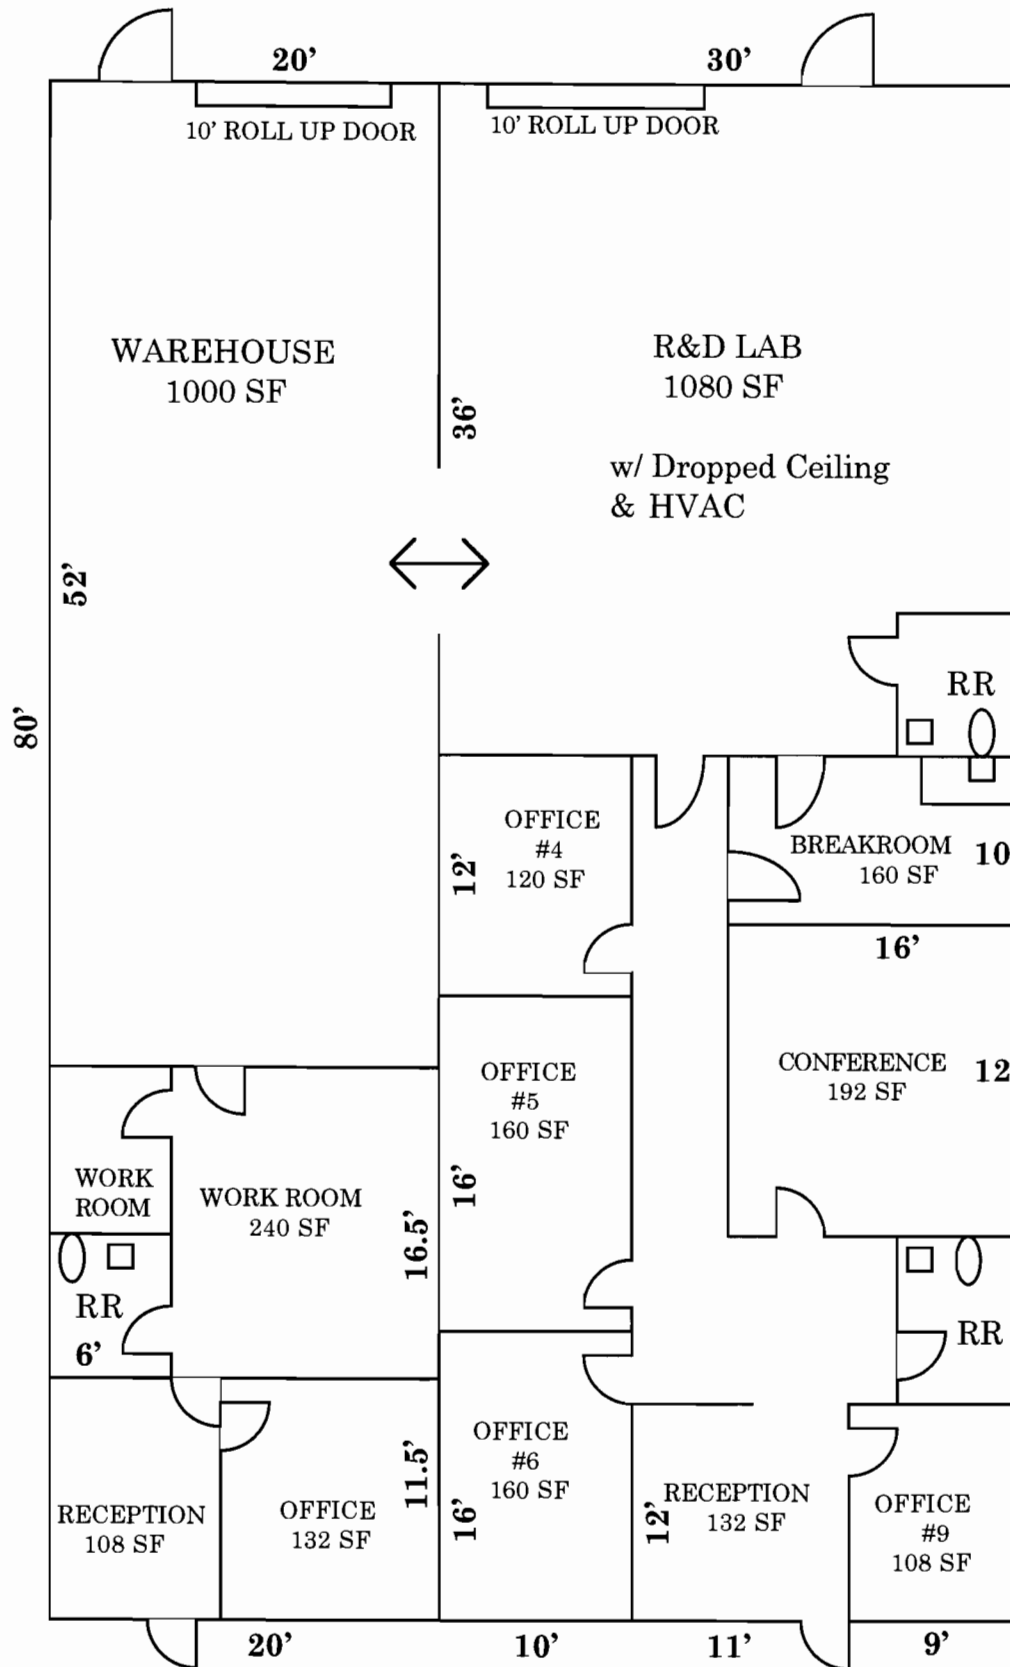 20’
30’
10’ ROLL UP DOOR
10’ ROLL UP DOOR
WAREHOUSE
1000 SF
R&D LAB
1080 SF
36’
w/ Dropped Ceiling
& HVAC
52’
80’
RR
OFFICE
#4
120 SF
12’
BREAKROOM
160 SF
10
16’
OFFICE
#5
160 SF
16’
CONFERENCE
192 SF
12
WORK
ROOM
WORK ROOM
240 SF
16.5’
RR
6’
RR
OFFICE
#6
160 SF
16’
11.5’
RECEPTION
108 SF
OFFICE
132 SF
12’
RECEPTION
132 SF
OFFICE
#9
108 SF
20’
10’
11’
9’